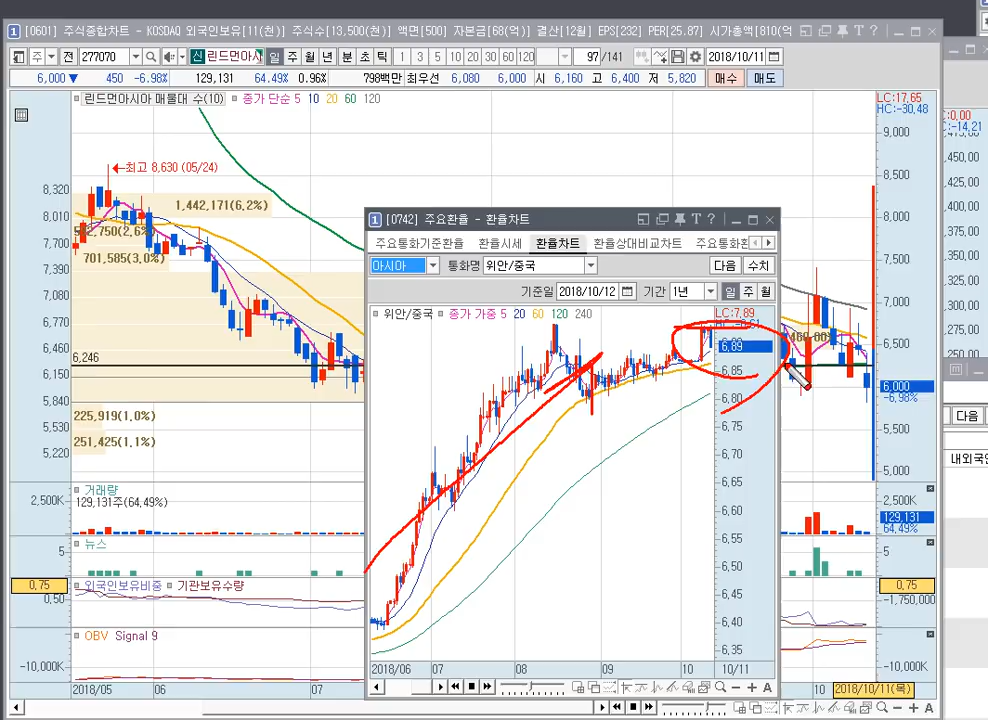 [0601] 주식종합차트 - KOSDAQ 외국인보유[11(천)] 주식수[13,500(천)] 액면[500] 자본금[68(억)] 결산[12월] EPS[232] PER[25.84] 시가총액[810(억
주 전 277070 신 린드먼아시 일 주 월 년 분 초 틱 1 3 5 10 20 30 60 120 97 /141 2018/10/11
6,000 ▼ 450 -6.98% 129,131 64.49% 0.96% 798백만 최우선 6,080 6,000 시 6,160 고 6,400 저 5,820 매수 매도
린드먼아시아 매물대 수(10) 종가 단순 5 10 20 60 120
LC:17.65
HC:-30.48
최고 8,630 (05/24)
8,320
8,010
7,700
7,390
7,080
6,770
6,460
6,150
5,840
5,530
5,220
1,442,171(6.2%)
701,585(3.0%)
6,246
225,919(1.0%)
251,425(1.1%)
9,000
8,500
8,000
7,500
7,000
6,500
6,000
-6.98%
5,500
5,000
[0742] 주요환율 - 환율차트
주요통화기준환율 환율시세 환율차트 환율상대비교차트 주요통화환
아시아 통화명 위안/중국 다음 수치
기준일 2018/10/12 기간 1년 일 주 월
위안/중국 종가 가중 5 20 60 120 240
LC:7.89
6.89
6.85
6.80
6.75
6.70
6.65
6.60
6.55
6.50
6.45
6.40
6.35
2018/06 07 08 09 10 10/11
거래량
129,131주(64.49%)
2,500K
2,500K
129,131
64.49%
뉴스
5
5
외국인보유비중 기관보유수량
0.75
0.50
0.75
-1,750,000
OBV Signal 9
-10,000K
-10,000K
2018/05 06 07 10 2018/10/11(목)
:0.00
:-14.21
450.00
425.00
400.00
375.00
350.00
325.00
300.00
275.00
250.00
다음
내외국인